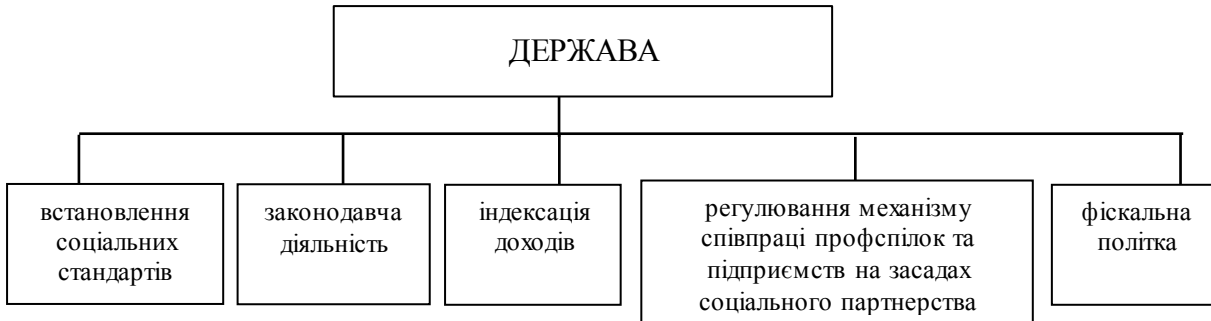 ДЕРЖАВА
встановлення
соціальних
стандартів
законодавча
діяльність
індексація
доходів
регулювання механізму
співпраці профспілок та
підприємств на засадах
соціального партнерства
фіскальна
політка